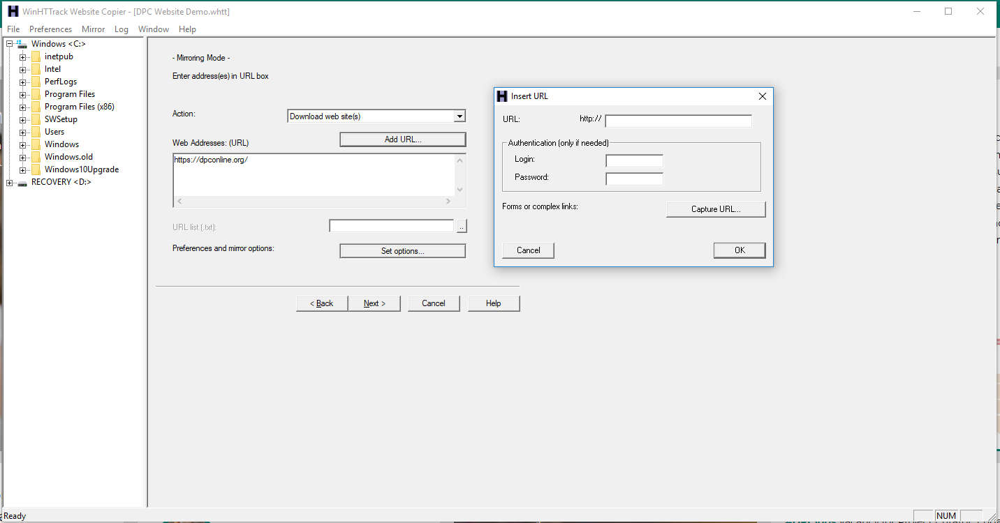 WinHTTrack Website Copier - [DPC Website Demo.whtt]
File Preferences Mirror Log Window Help
Windows <C:>
inetpub
Intel
PerfLogs
Program Files
Program Files (x86)
SWSetup
Users
Windows
Windows.old
Windows10Upgrade
RECOVERY <D:>
- Mirroring Mode -
Enter address(es) in URL box
Action:
Download web site(s)
Web Addresses: (URL)
Add URL...
https://dpconline.org/
URL list (.txt):
..
Preferences and mirror options:
Set options...
< Back
Next >
Cancel
Help
Insert URL
URL:
http://
Authentication (only if needed)
Login:
Password:
Forms or complex links:
Capture URL...
Cancel
OK
Ready
NUM